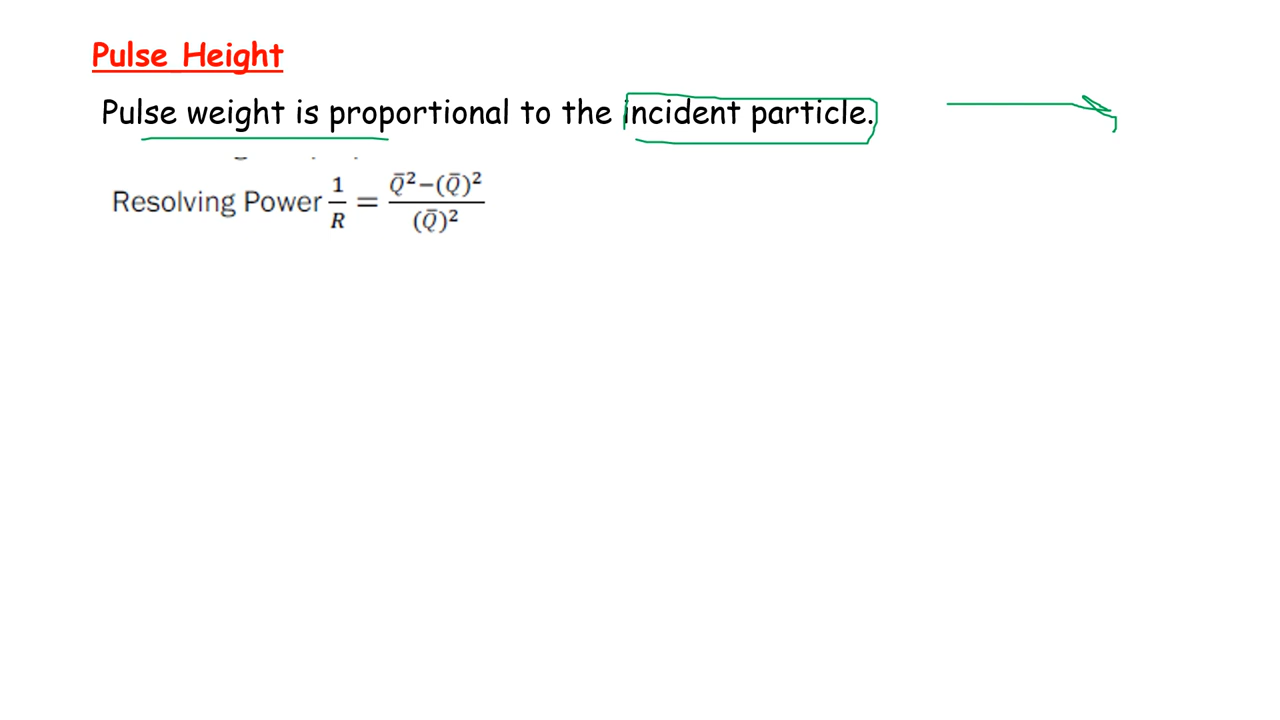 Pulse Height
Pulse weight is proportional to the incident particle.
Resolving Power 1/R = Q̄²−(Q̄)²/(Q̄)²